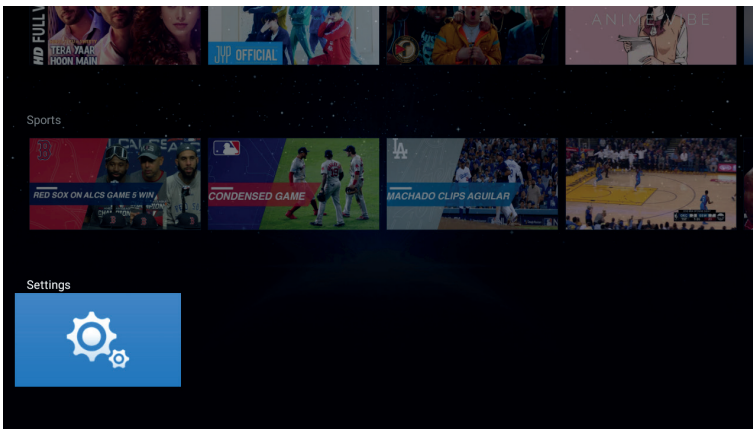 HD FULL V
TERA YAAR
HOON MAIN
JYP OFFICIAL
ANIME VIBE
Sports
B
RED SOX ON ALCS GAME 5 WIN
CONDENSED GAME
LA
MACHADO CLIPS AGUILAR
Settings